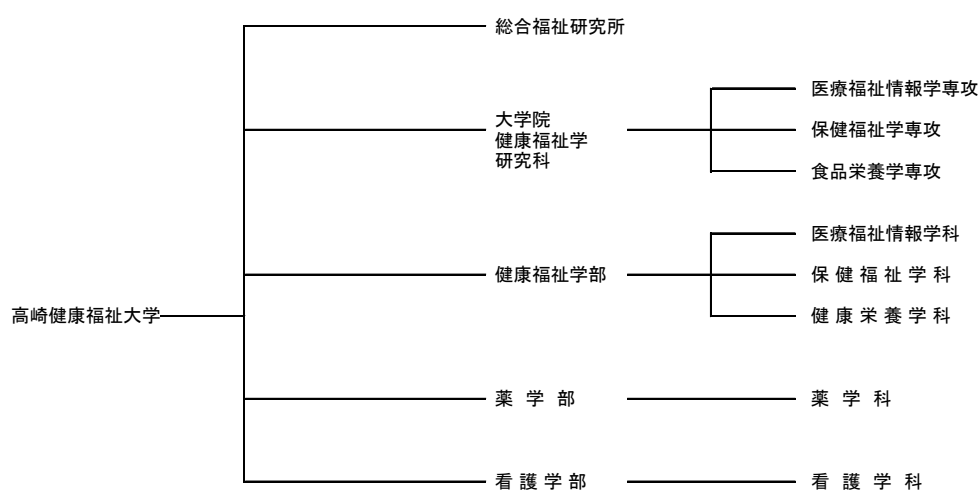 総合福祉研究所
大学院
健康福祉学
研究科
医療福祉情報学専攻
保健福祉学専攻
食品栄養学専攻
健康福祉学部
医療福祉情報学科
保健福祉学科
健康栄養学科
高崎健康福祉大学
薬学部
薬学科
看護学部
看護学科